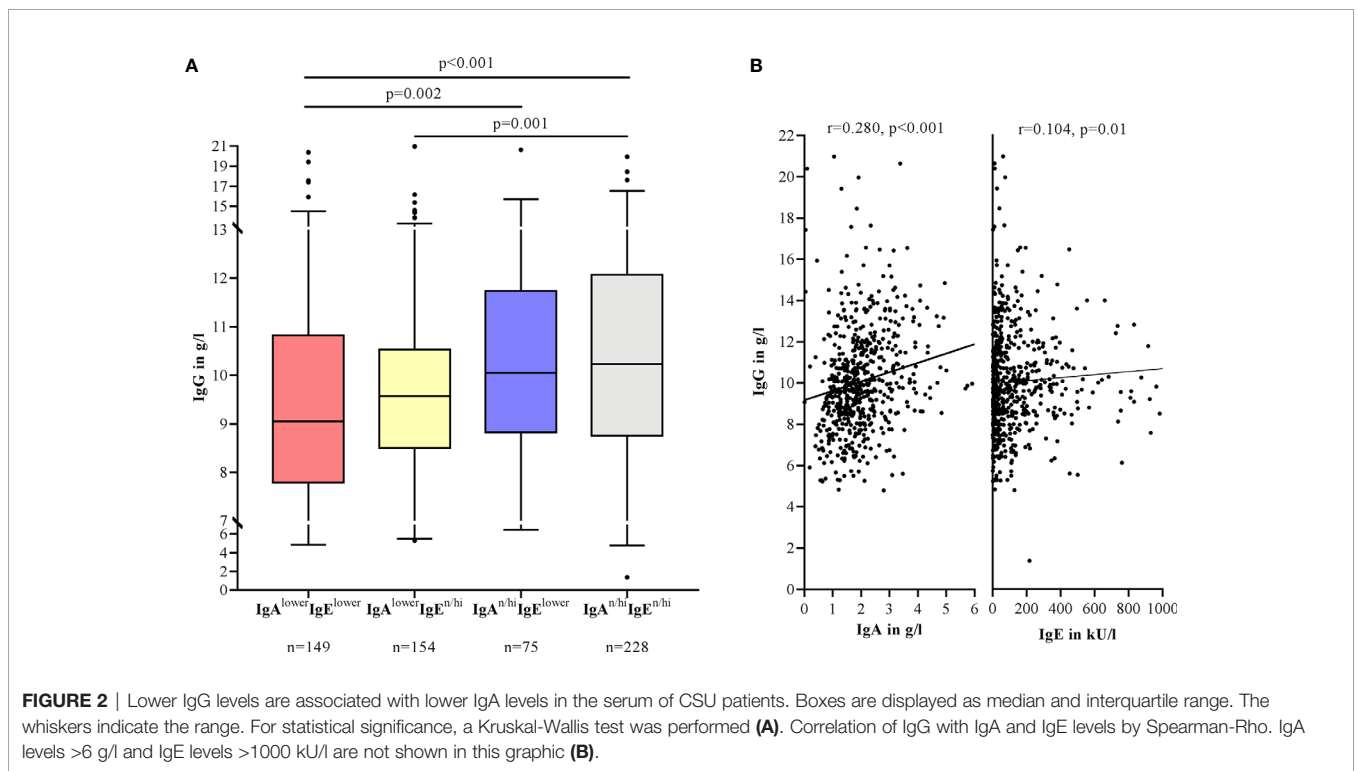 A
B
p<0.001
p=0.002
p=0.001
r=0.280, p<0.001
r=0.104, p=0.01
IgG in g/l
21
19
17
15
13
12
11
10
9
8
7
6
4
2
0
IgAlowerIgElower
IgAlowerIgEn/hi
IgAn/hiIgElower
IgAn/hiIgEn/hi
n=149
n=154
n=75
n=228
IgG in g/l
22
20
18
16
14
12
10
8
6
4
2
0
0 1 2 3 4 5 6
IgA in g/l
0 200 400 600 800 1000
IgE in kU/l
FIGURE 2 | Lower IgG levels are associated with lower IgA levels in the serum of CSU patients. Boxes are displayed as median and interquartile range. The
whiskers indicate the range. For statistical significance, a Kruskal-Wallis test was performed (A). Correlation of IgG with IgA and IgE levels by Spearman-Rho. IgA
levels >6 g/l and IgE levels >1000 kU/l are not shown in this graphic (B).